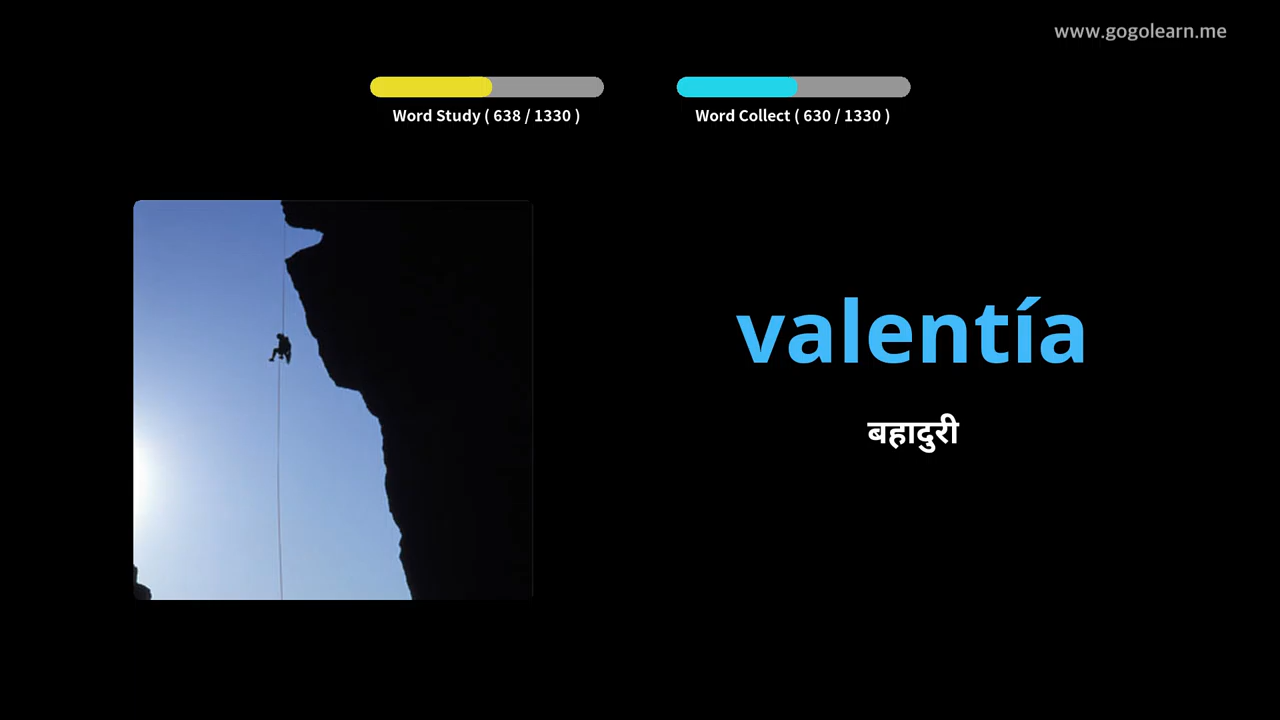 www.gogolearn.me
Word Study ( 638 / 1330 )
Word Collect ( 630 / 1330 )
valentía
बहादुरी